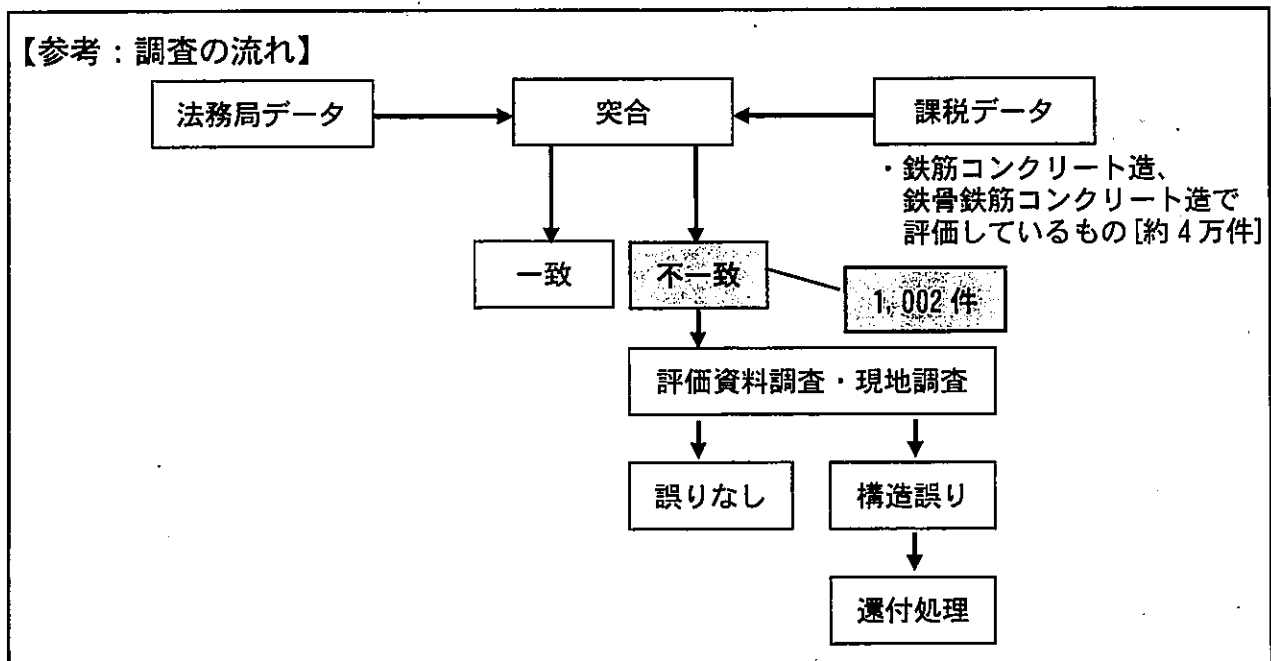 【参考：調査の流れ】
法務局データ
突合
課税データ
・鉄筋コンクリート造、
鉄骨鉄筋コンクリート造で
評価しているもの［約４万件］
一致
不一致
1,002 件
評価資料調査・現地調査
誤りなし
構造誤り
還付処理